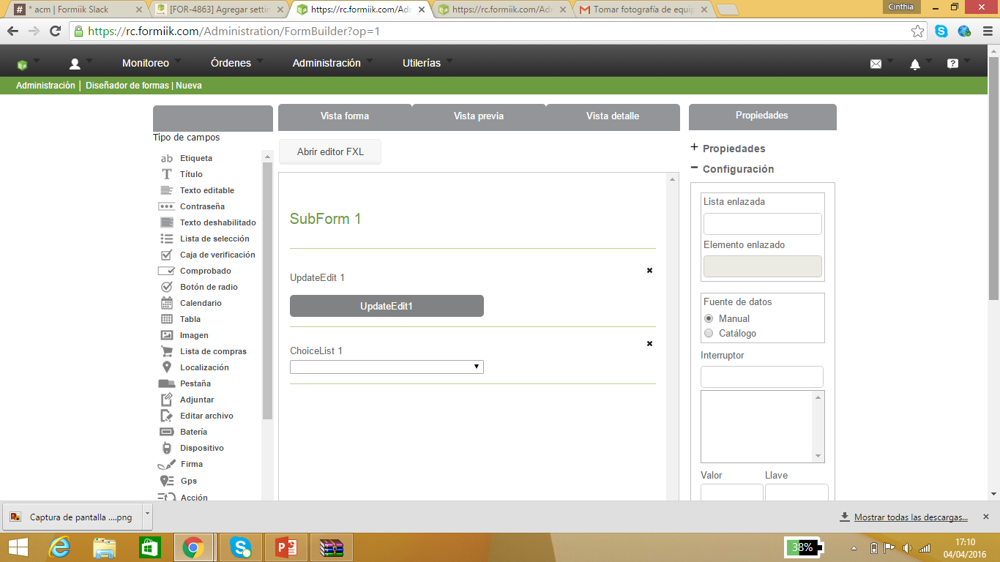 * acm | Formiik Slack
[FOR-4863] Agregar settin
https://rc.formiik.com/Adm
https://rc.formiik.com/Adm
Tomar fotografía de equip
Cinthia
https://rc.formiik.com/Administration/FormBuilder?op=1
Monitoreo
Órdenes
Administración
Utilerías
Administración | Diseñador de formas | Nueva
Vista forma
Vista previa
Vista detalle
Propiedades
Tipo de campos
ab Etiqueta
Título
Texto editable
Contraseña
Texto deshabilitado
Lista de selección
Caja de verificación
Comprobado
Botón de radio
Calendario
Tabla
Imagen
Lista de compras
Localización
Pestaña
Adjuntar
Editar archivo
Batería
Dispositivo
Firma
Gps
Acción
Abrir editor FXL
SubForm 1
UpdateEdit 1
UpdateEdit1
ChoiceList 1
+ Propiedades
− Configuración
Lista enlazada
Elemento enlazado
Fuente de datos
Manual
Catálogo
Interruptor
Valor
Llave
Captura de pantalla ....png
Mostrar todas las descargas...
38%
17:10
04/04/2016